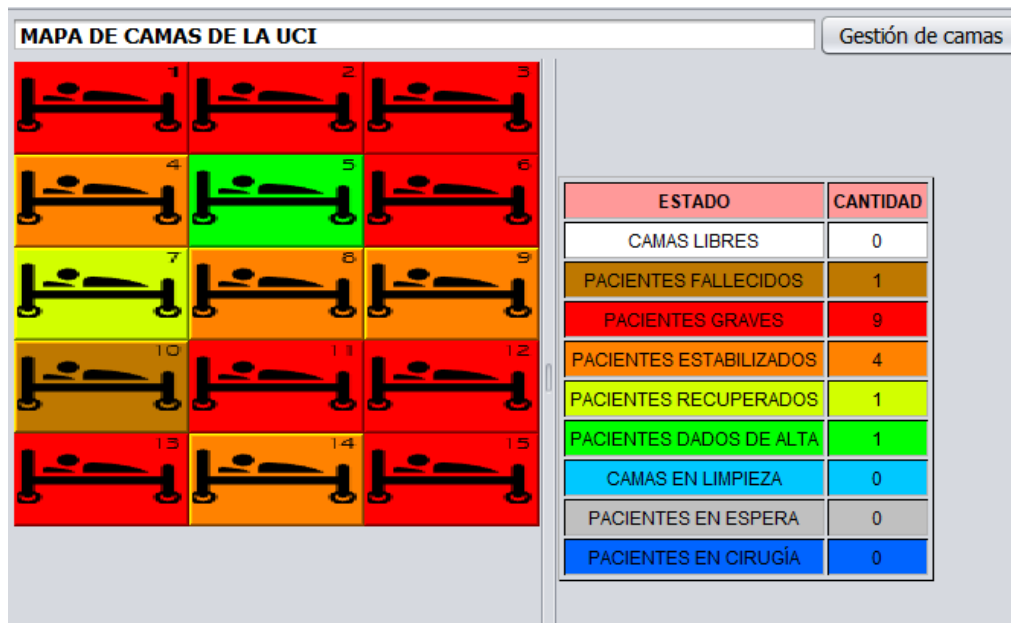 MAPA DE CAMAS DE LA UCI Gestión de camas
1 2 3
4 5 6
7 8 9
10 11 12
13 14 15
ESTADO CANTIDAD
CAMAS LIBRES 0
PACIENTES FALLECIDOS 1
PACIENTES GRAVES 9
PACIENTES ESTABILIZADOS 4
PACIENTES RECUPERADOS 1
PACIENTES DADOS DE ALTA 1
CAMAS EN LIMPIEZA 0
PACIENTES EN ESPERA 0
PACIENTES EN CIRUGÍA 0